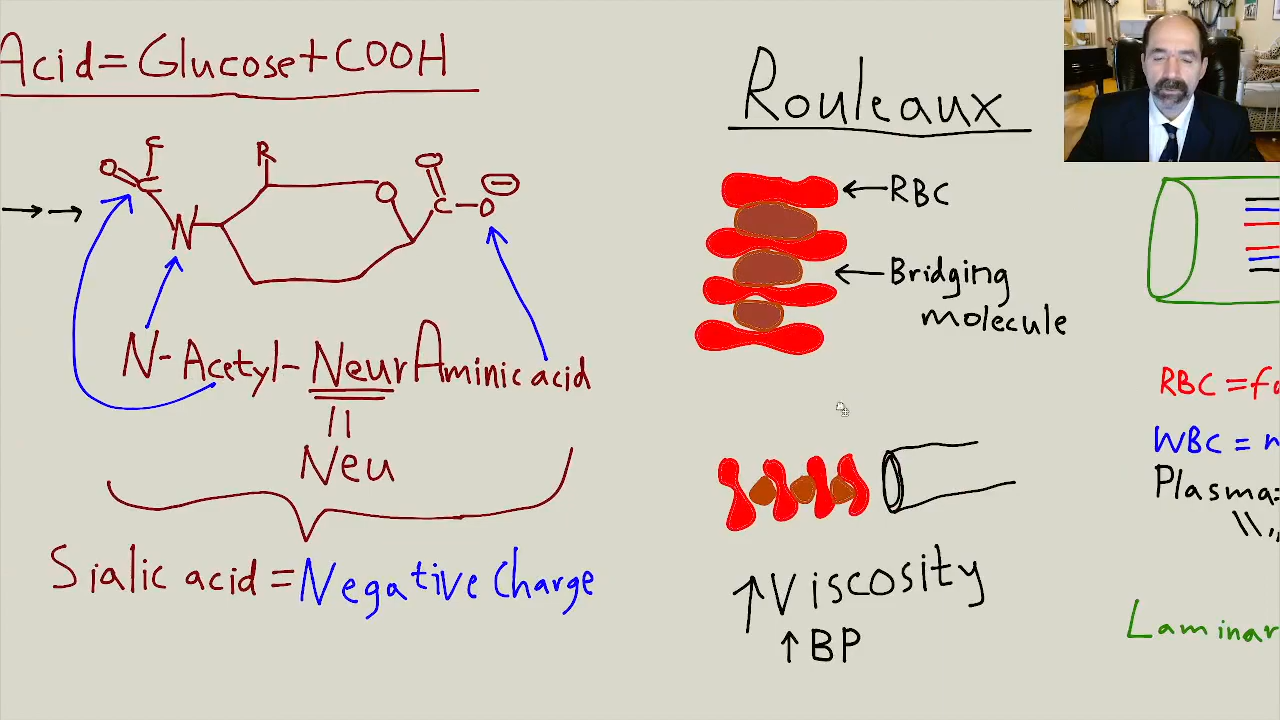 Acid=Glucose+COOH
O C R O C O
N O
N-Acetyl-NeurAminic acid
Neu
Sialic acid = Negative Charge
Rouleaux
RBC
Bridging
molecule
↑Viscosity
↑BP
RBC =
WBC =
Plasma=
Laminar